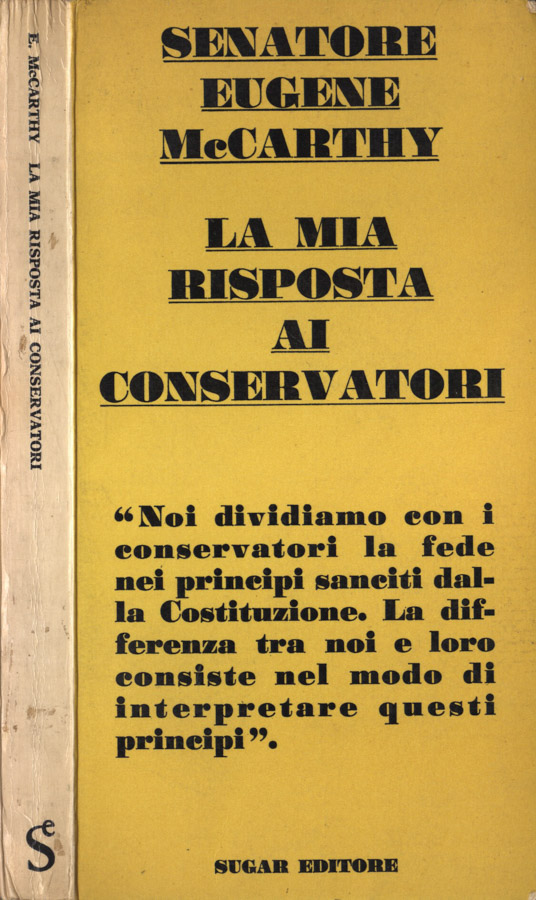 E. McCARTHY LA MIA RISPOSTA AI CONSERVATORI
Se
SENATORE
EUGENE
McCARTHY
LA MIA
RISPOSTA
AI
CONSERVATORI
“Noi dividiamo con i
conservatori la fede
nei principi sanciti dal-
la Costituzione. La dif-
ferenza tra noi e loro
consiste nel modo di
interpretare questi
principi”.
SUGAR EDITORE